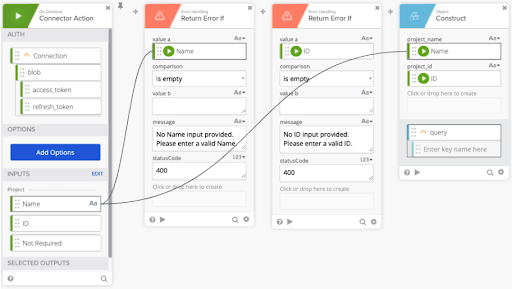 On Demand
Connector Action
AUTH
Connection
blob
access_token
refresh_token
OPTIONS
Add Options
INPUTS
EDIT
Project
Name
Aa
ID
Not Required
SELECTED OUTPUTS
Error Handling
Return Error If
value a
Aa
Name
comparison
is empty
value b
Aa
message
Aa
No Name input provided.
Please enter a valid Name.
statusCode
123
400
Click or drop here to create
Error Handling
Return Error If
value a
Aa
ID
comparison
is empty
value b
Aa
message
Aa
No ID input provided.
Please enter a valid ID.
statusCode
123
400
Click or drop here to create
Object
Construct
project_name
Aa
Name
project_id
Aa
ID
Click or drop here to create
query
Enter key name here